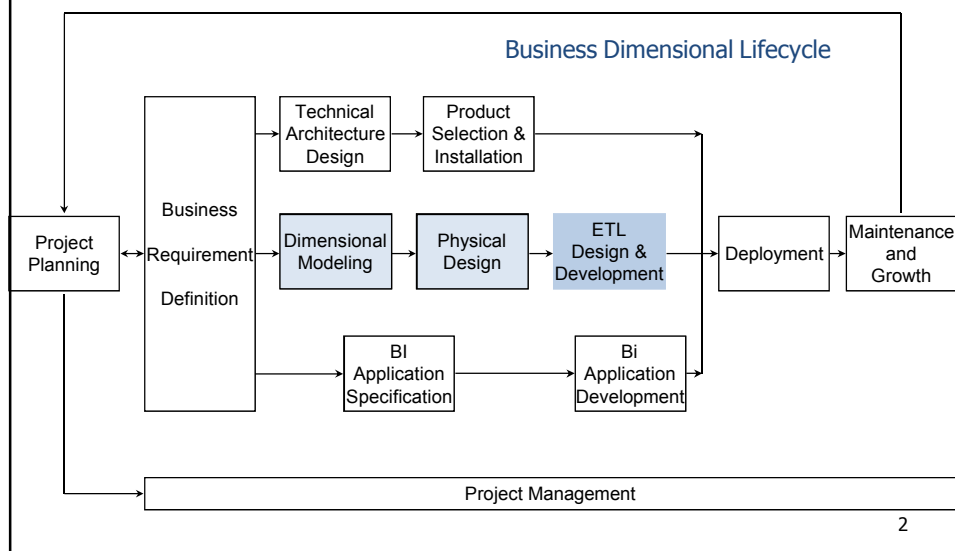 Business Dimensional Lifecycle
Project
Planning
Business
Requirement
Definition
Technical
Architecture
Design
Product
Selection &
Installation
Dimensional
Modeling
Physical
Design
ETL
Design &
Development
BI
Application
Specification
Bi
Application
Development
Deployment
Maintenance
and
Growth
Project Management
2